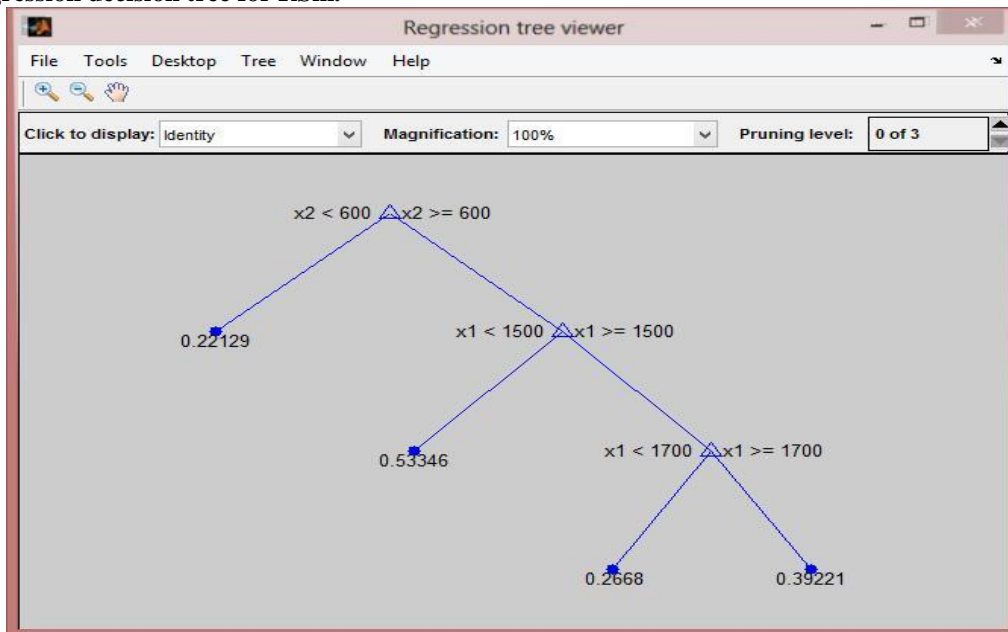 Regression tree viewer
File Tools Desktop Tree Window Help
Click to display: Identity Magnification: 100% Pruning level: 0 of 3
x2 < 600 x2 >= 600
0.22129
x1 < 1500 x1 >= 1500
0.53346
x1 < 1700 x1 >= 1700
0.2668
0.39221